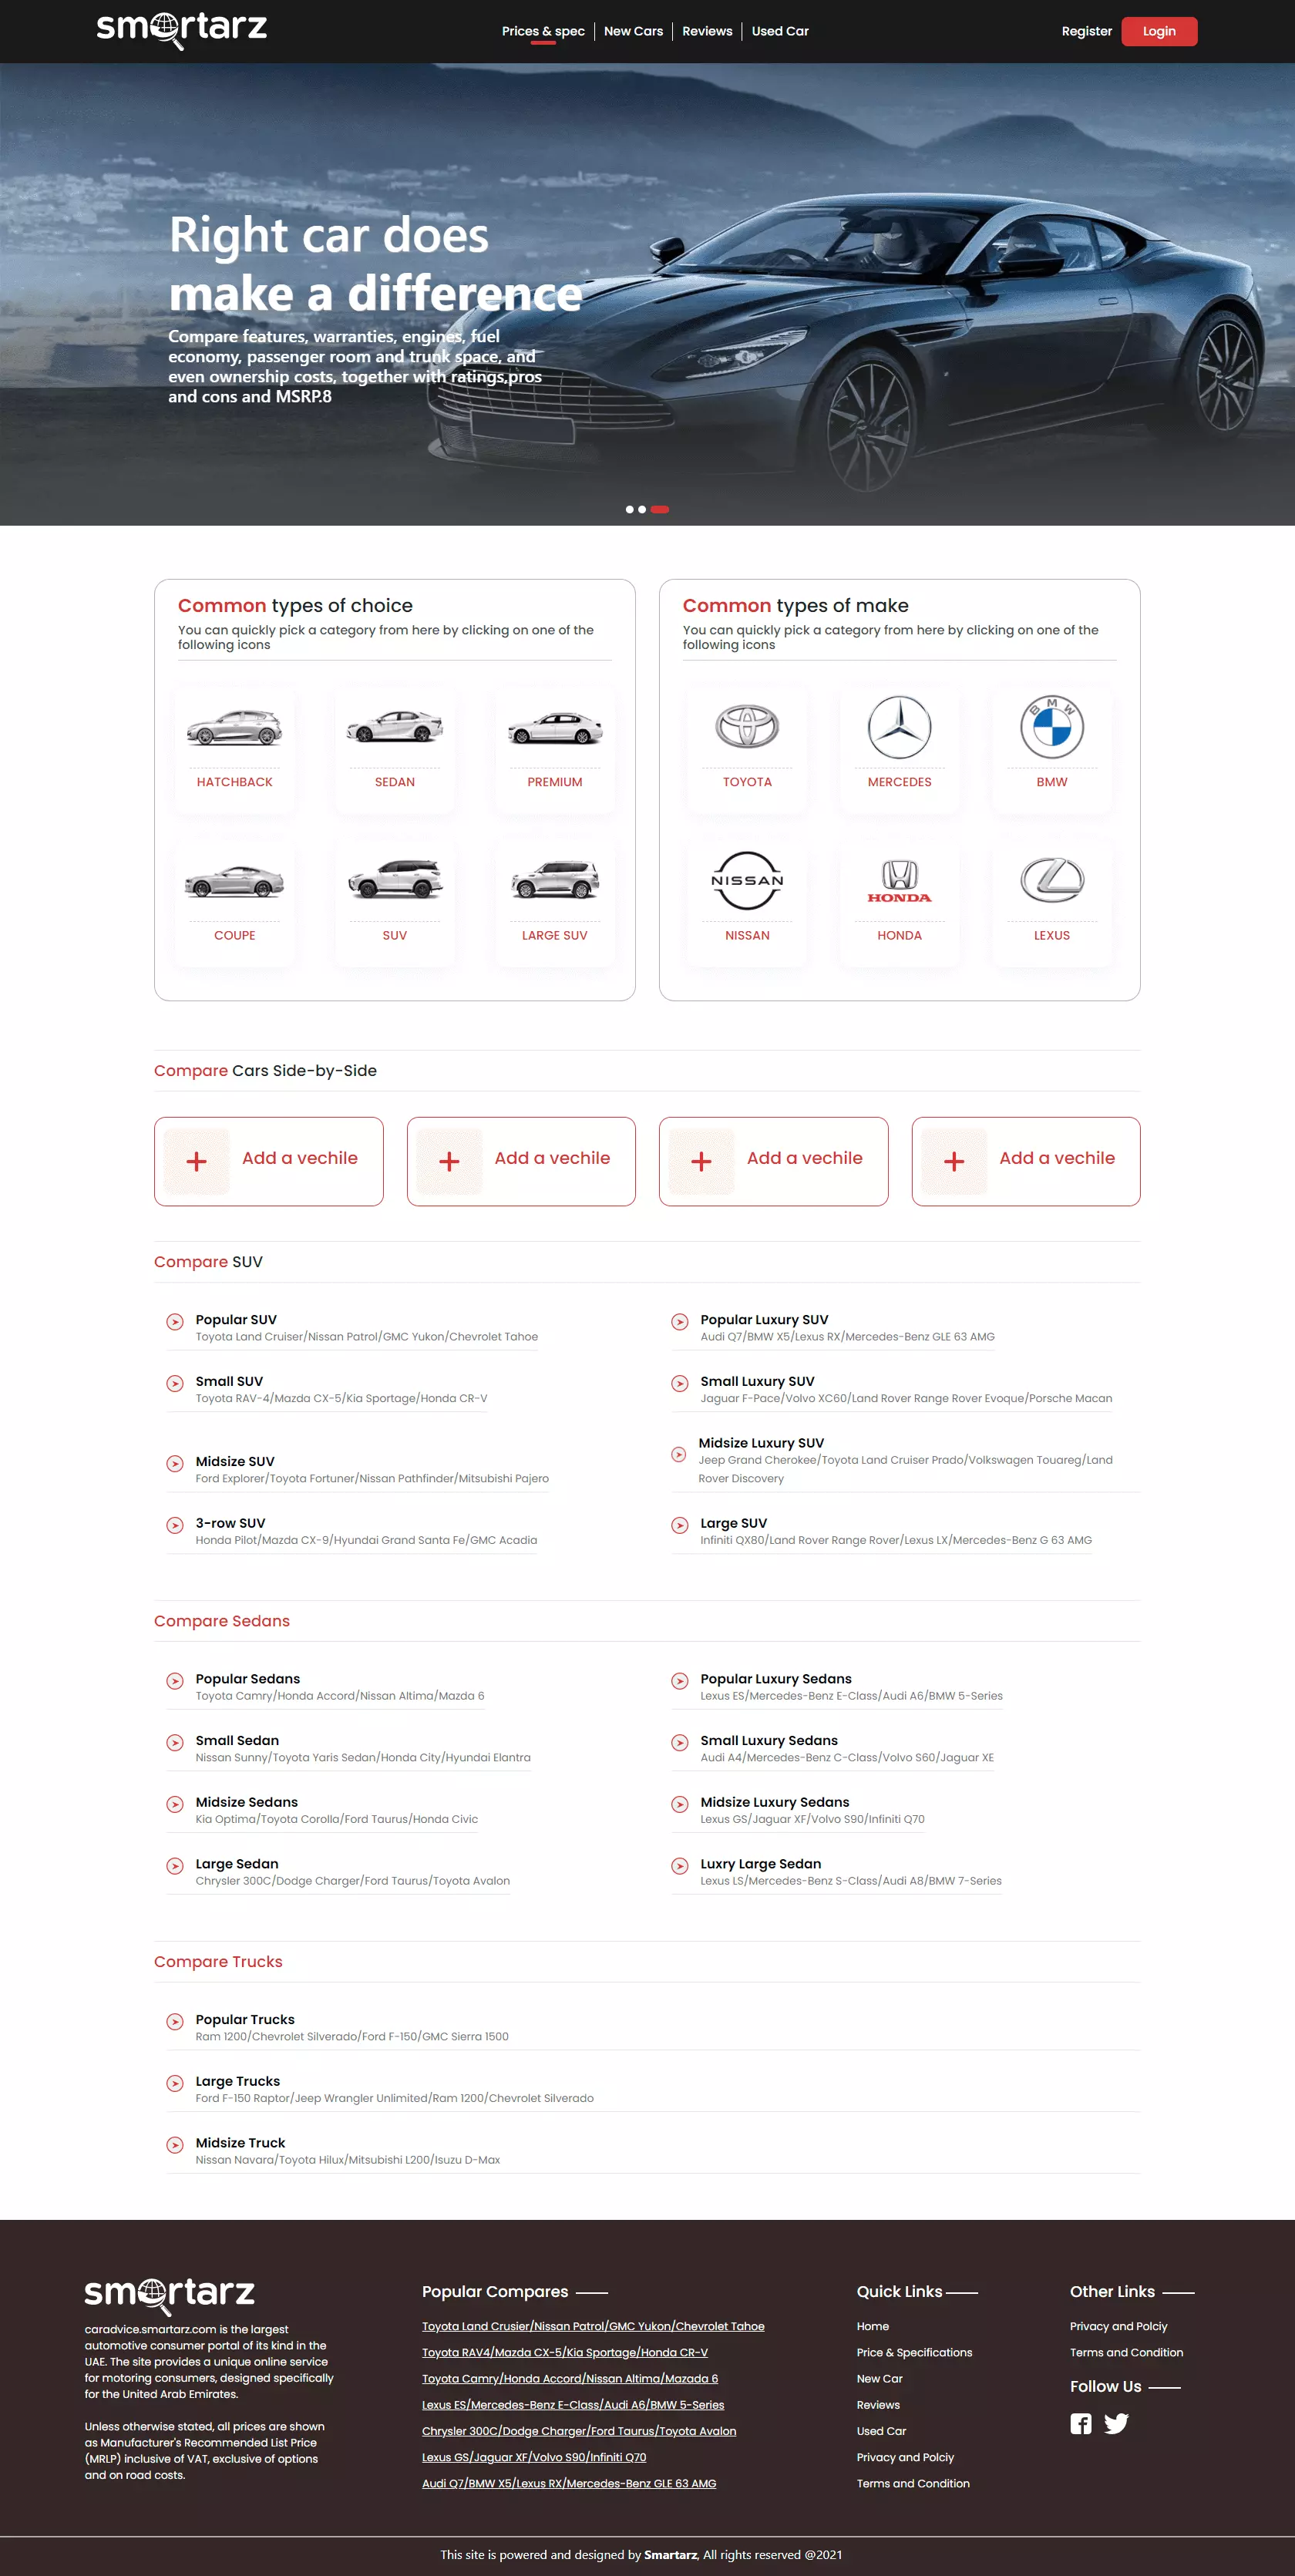 smartarz
Prices & spec
New Cars
Reviews
Used Car
Register
Login
Right car does
make a difference
Compare features, warranties, engines, fuel
economy, passenger room and trunk space, and
even ownership costs, together with ratings,pros
and cons and MSRP.8
Common types of choice
You can quickly pick a category from here by clicking on one of the
following icons
HATCHBACK
SEDAN
PREMIUM
COUPE
SUV
LARGE SUV
Common types of make
You can quickly pick a category from here by clicking on one of the
following icons
BMW
TOYOTA
MERCEDES
BMW
NISSAN
HONDA
NISSAN
HONDA
LEXUS
Compare Cars Side-by-Side
Add a vechile
Add a vechile
Add a vechile
Add a vechile
Compare SUV
Popular SUV
Toyota Land Cruiser/Nissan Patrol/GMC Yukon/Chevrolet Tahoe
Popular Luxury SUV
Audi Q7/BMW X5/Lexus RX/Mercedes-Benz GLE 63 AMG
Small SUV
Toyota RAV-4/Mazda CX-5/Kia Sportage/Honda CR-V
Small Luxury SUV
Jaguar F-Pace/Volvo XC60/Land Rover Range Rover Evoque/Porsche Macan
Midsize SUV
Ford Explorer/Toyota Fortuner/Nissan Pathfinder/Mitsubishi Pajero
Midsize Luxury SUV
Jeep Grand Cherokee/Toyota Land Cruiser Prado/Volkswagen Touareg/Land
Rover Discovery
3-row SUV
Honda Pilot/Mazda CX-9/Hyundai Grand Santa Fe/GMC Acadia
Large SUV
Infiniti QX80/Land Rover Range Rover/Lexus LX/Mercedes-Benz G 63 AMG
Compare Sedans
Popular Sedans
Toyota Camry/Honda Accord/Nissan Altima/Mazda 6
Popular Luxury Sedans
Lexus ES/Mercedes-Benz E-Class/Audi A6/BMW 5-Series
Small Sedan
Nissan Sunny/Toyota Yaris Sedan/Honda City/Hyundai Elantra
Small Luxury Sedans
Audi A4/Mercedes-Benz C-Class/Volvo S60/Jaguar XE
Midsize Sedans
Kia Optima/Toyota Corolla/Ford Taurus/Honda Civic
Midsize Luxury Sedans
Lexus GS/Jaguar XF/Volvo S90/Infiniti Q70
Large Sedan
Chrysler 300C/Dodge Charger/Ford Taurus/Toyota Avalon
Luxry Large Sedan
Lexus LS/Mercedes-Benz S-Class/Audi A8/BMW 7-Series
Compare Trucks
Popular Trucks
Ram 1200/Chevrolet Silverado/Ford F-150/GMC Sierra 1500
Large Trucks
Ford F-150 Raptor/Jeep Wrangler Unlimited/Ram 1200/Chevrolet Silverado
Midsize Truck
Nissan Navara/Toyota Hilux/Mitsubishi L200/Isuzu D-Max
smartarz
caradvice.smartarz.com is the largest
automotive consumer portal of its kind in the
UAE. The site provides a unique online service
for motoring consumers, designed specifically
for the United Arab Emirates.
Unless otherwise stated, all prices are shown
as Manufacturer's Recommended List Price
(MRLP) inclusive of VAT, exclusive of options
and on road costs.
Popular Compares
Toyota Land Crusier/Nissan Patrol/GMC Yukon/Chevrolet Tahoe
Toyota RAV4/Mazda CX-5/Kia Sportage/Honda CR-V
Toyota Camry/Honda Accord/Nissan Altima/Mazada 6
Lexus ES/Mercedes-Benz E-Class/Audi A6/BMW 5-Series
Chrysler 300C/Dodge Charger/Ford Taurus/Toyota Avalon
Lexus GS/Jaguar XF/Volvo S90/Infiniti Q70
Audi Q7/BMW X5/Lexus RX/Mercedes-Benz GLE 63 AMG
Quick Links
Home
Price & Specifications
New Car
Reviews
Used Car
Privacy and Polciy
Terms and Condition
Other Links
Privacy and Polciy
Terms and Condition
Follow Us
This site is powered and designed by Smartarz, All rights reserved @2021